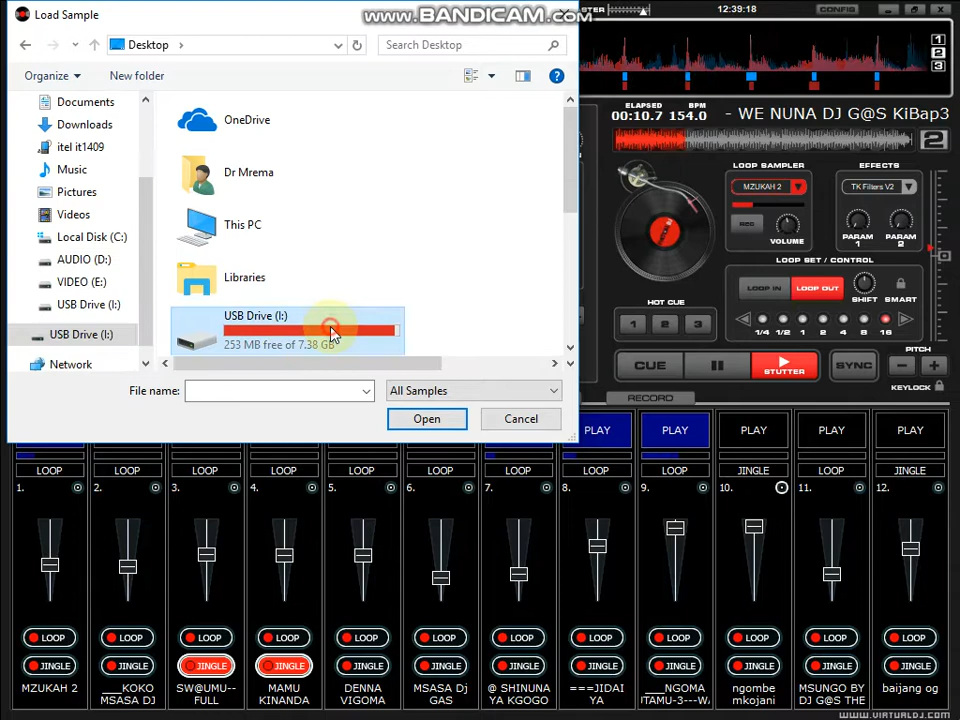 Load Sample
WWW.BANDICAM.COM
STER
12:39:18
CONFIG
Desktop
Search Desktop
Organize
New folder
Documents
Downloads
itel it1409
Music
Pictures
Videos
Local Disk (C:)
AUDIO (D:)
VIDEO (E:)
USB Drive (I:)
USB Drive (I:)
Network
OneDrive
Dr Mrema
This PC
Libraries
USB Drive (I:)
253 MB free of 7.38 GB
File name:
All Samples
Open
Cancel
1
2
3
ELAPSED
BPM
00:10.7 154.0
- WE NUNA DJ G@S KiBap3
2
LOOP SAMPLER
EFFECTS
MZUKAH 2
TK Filters V2
REC
VOLUME
PARAM 1
PARAM 2
LOOP SET / CONTROL
LOOP IN
LOOP OUT
SHIFT
SMART
HOT CUE
1 2 3
1/4 1/2 4 8 16
CUE
STUTTER
SYNC
PITCH
KEYLOCK
RECORD
PLAY PLAY PLAY PLAY PLAY
LOOP LOOP LOOP LOOP LOOP LOOP LOOP LOOP LOOP JINGLE LOOP JINGLE
1. 2. 3. 4. 5. 6. 7. 8. 9. 10. 11. 12.
LOOP LOOP LOOP LOOP LOOP LOOP LOOP LOOP LOOP LOOP LOOP LOOP
JINGLE JINGLE JINGLE JINGLE JINGLE JINGLE JINGLE JINGLE JINGLE JINGLE JINGLE JINGLE
MZUKAH 2
___KOKO MSASA DJ
SW@UMU-- FULL
MAMU KINANDA
DENNA VIGOMA
MSASA Dj GAS
@ SHINUNA YA KGOGO
===JIDAI YA
___NGOMA ITAMU-3---W
ngombe mkojani
MSUNGO BY DJ G@S THE
baijang og
WWW.VIRTUALDJ.COM